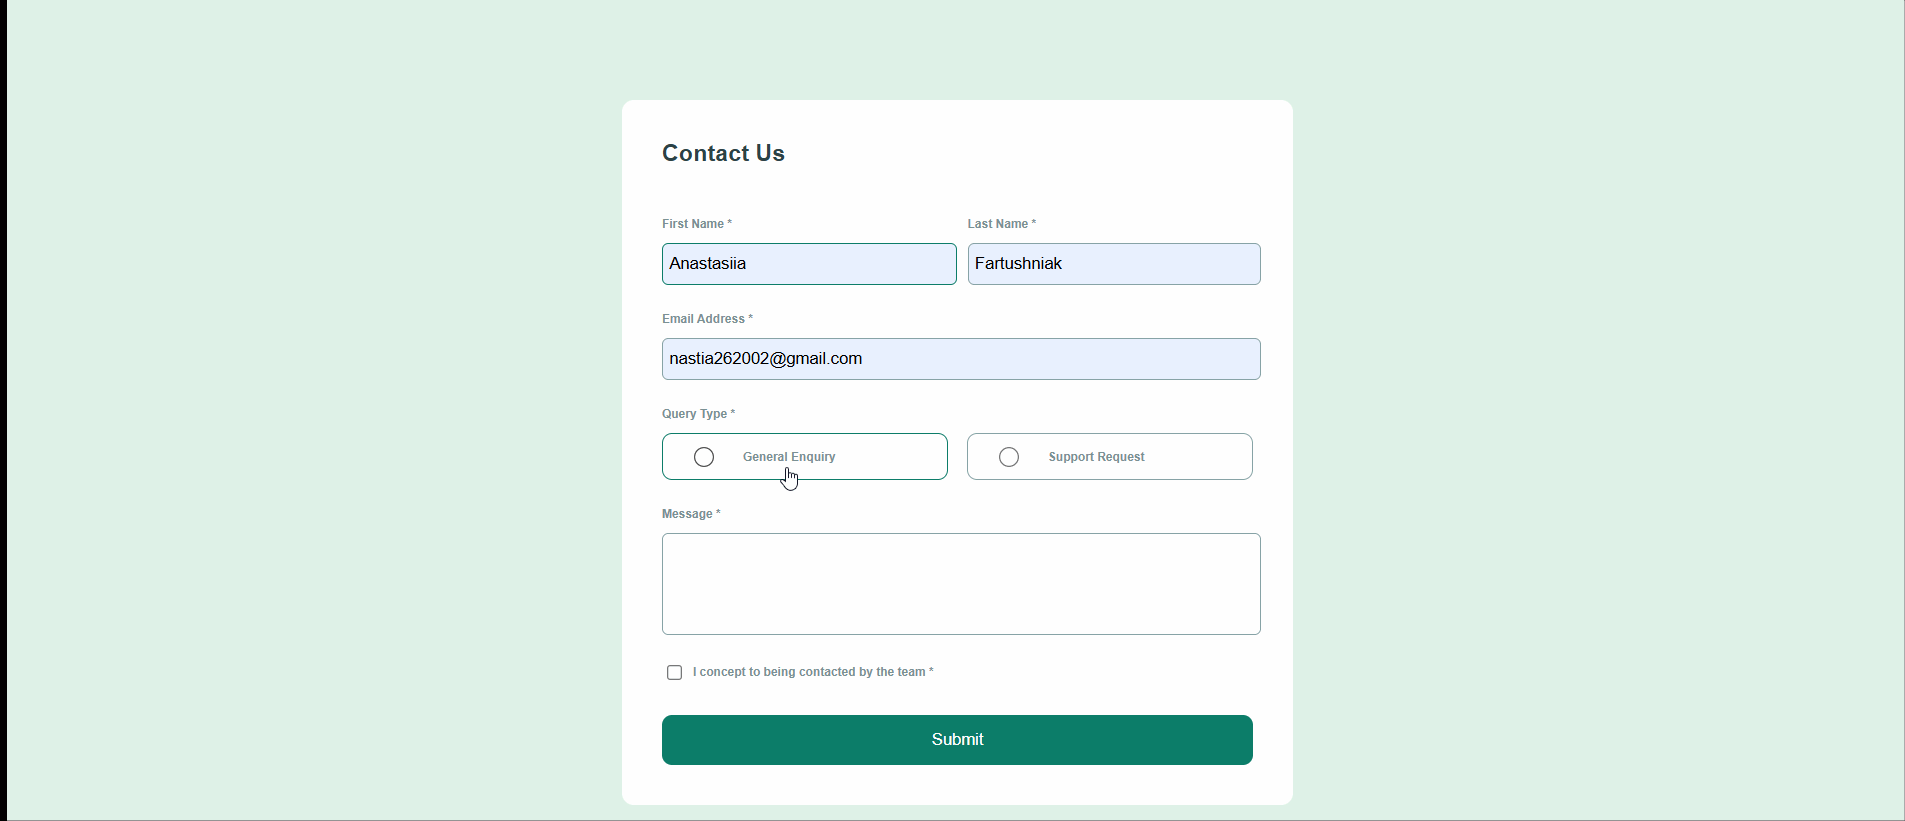 Contact Us
First Name * Last Name *
Anastasiia Fartushniak
Email Address *
nastia262002@gmail.com
Query Type *
General Enquiry Support Request
Message *
I concept to being contacted by the team *
Submit